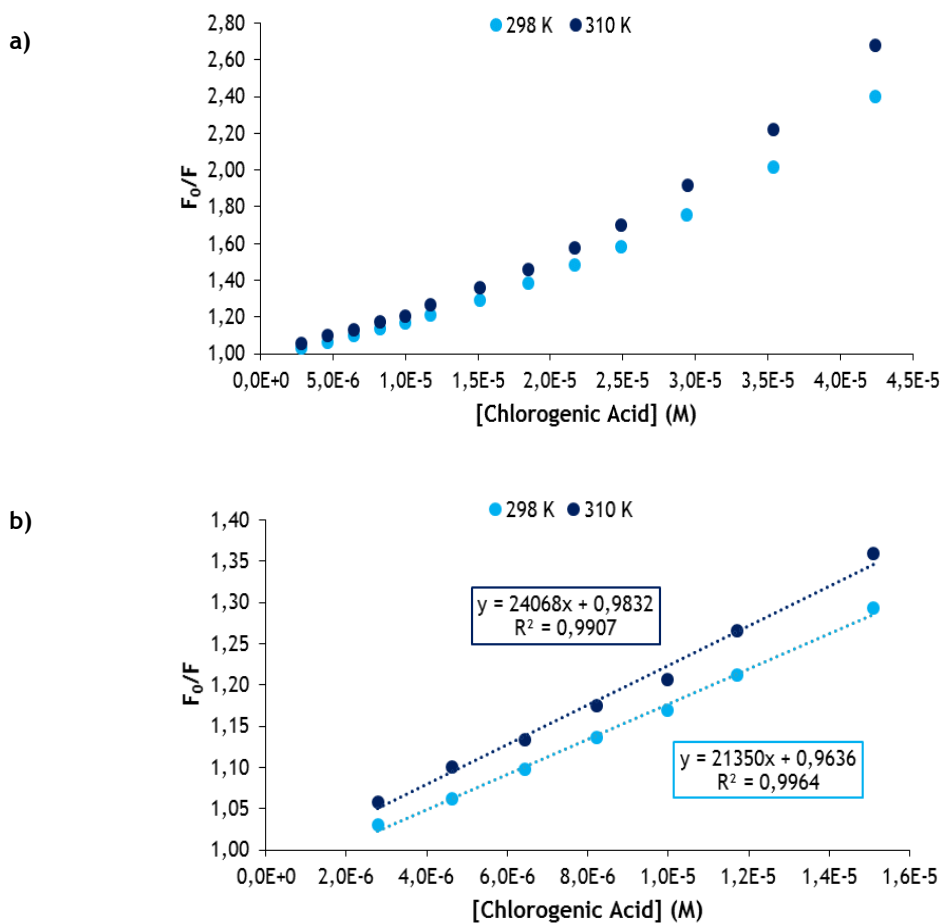 a)
298 K 310 K
2,80
2,60
2,40
2,20
2,00
1,80
1,60
1,40
1,20
1,00
F₀/F
0,0E+0 5,0E-6 1,0E-5 1,5E-5 2,0E-5 2,5E-5 3,0E-5 3,5E-5 4,0E-5 4,5E-5
[Chlorogenic Acid] (M)
b)
298 K 310 K
1,40
1,35
1,30
1,25
1,20
1,15
1,10
1,05
1,00
F₀/F
y = 24068x + 0,9832
R² = 0,9907
y = 21350x + 0,9636
R² = 0,9964
0,0E+0 2,0E-6 4,0E-6 6,0E-6 8,0E-6 1,0E-5 1,2E-5 1,4E-5 1,6E-5
[Chlorogenic Acid] (M)